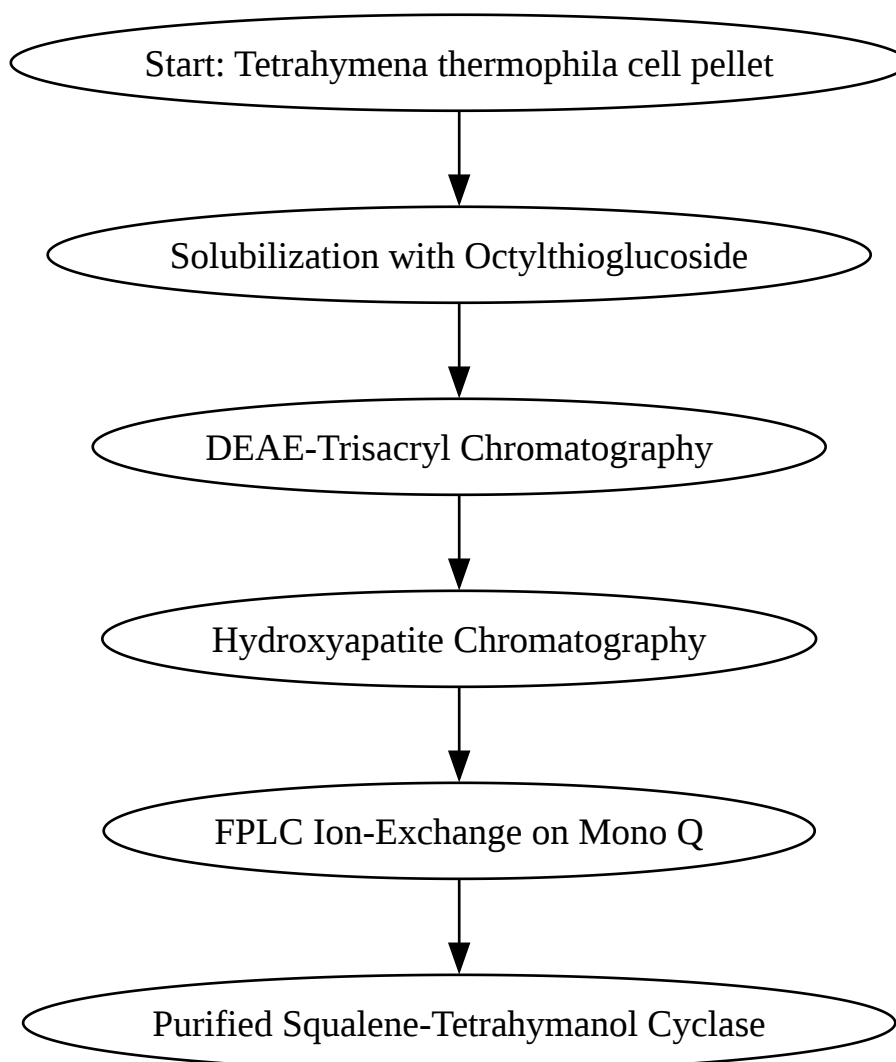 Start: Tetrahymena thermophila cell pellet
Solubilization with Octylthioglucoside
DEAE-Trisacryl Chromatography
Hydroxyapatite Chromatography
FPLC Ion-Exchange on Mono Q
Purified Squalene-Tetrahymanol Cyclase